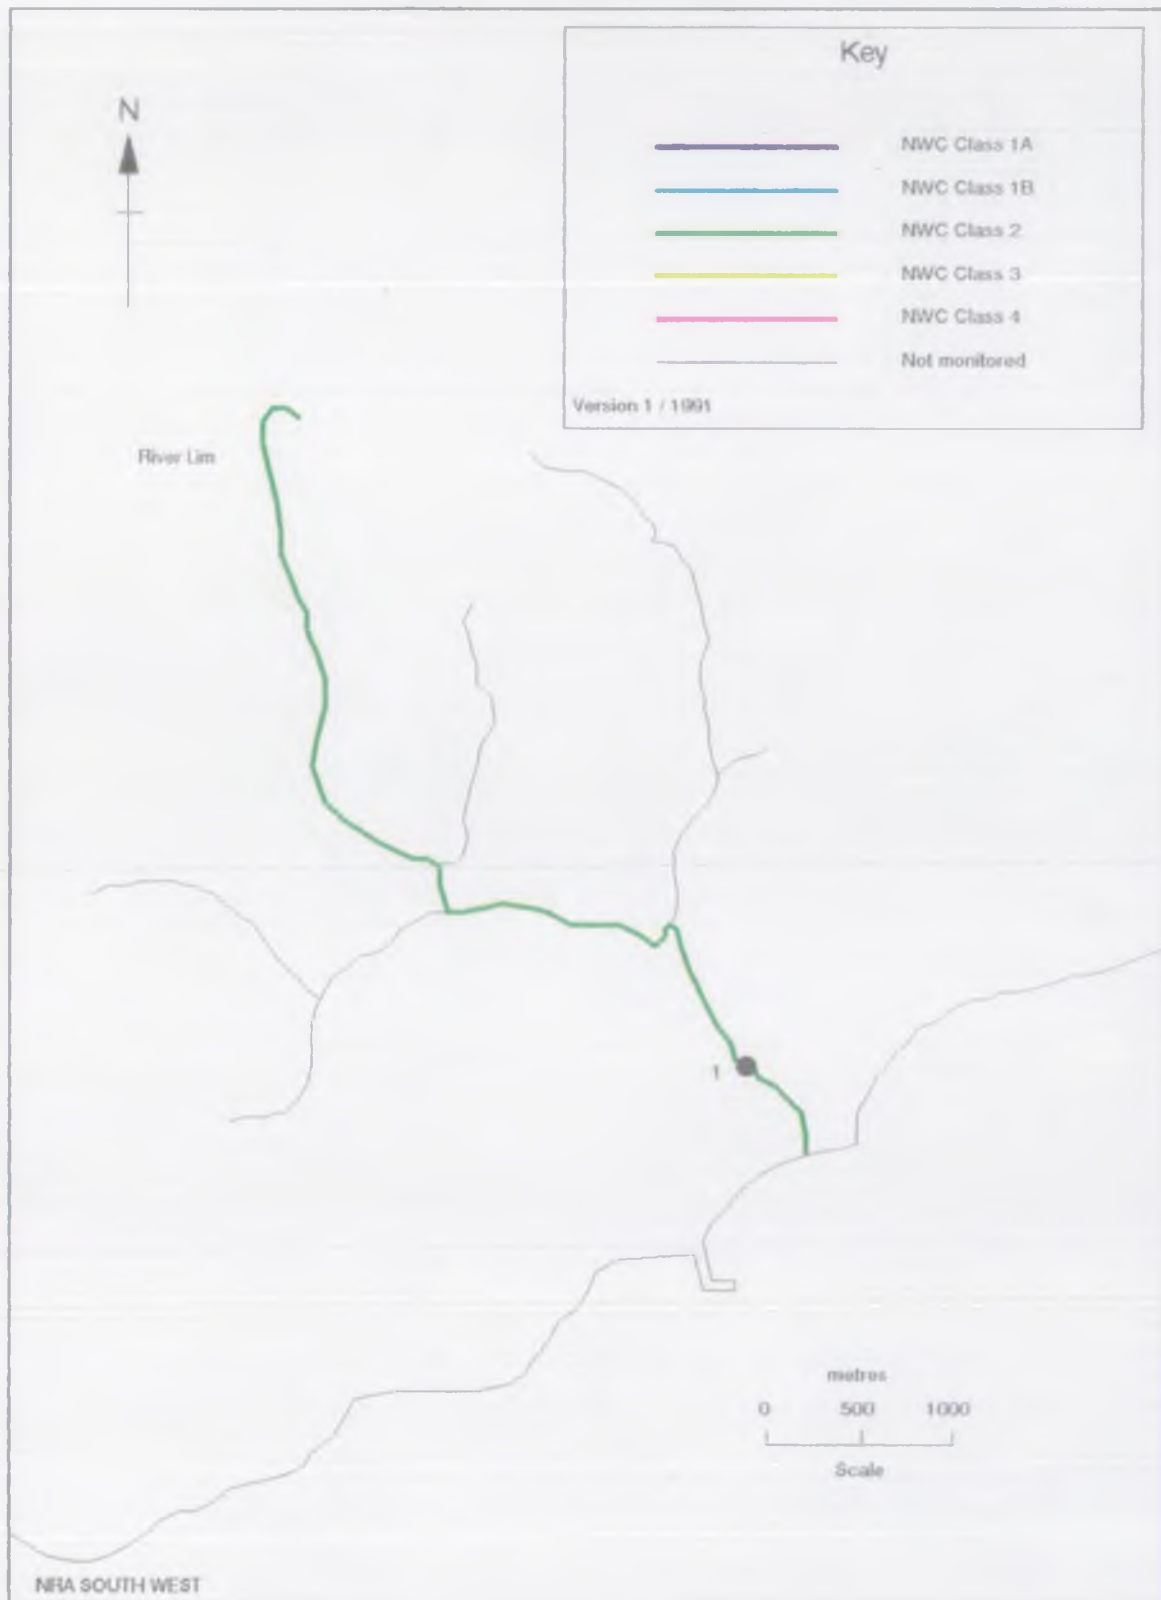 Key
N
NWC Class 1A
NWC Class 1B
NWC Class 2
NWC Class 3
NWC Class 4
Not monitored
Version 1 / 1991
River Lim
1
metres
0 500 1000
Scale
NRA SOUTH WEST